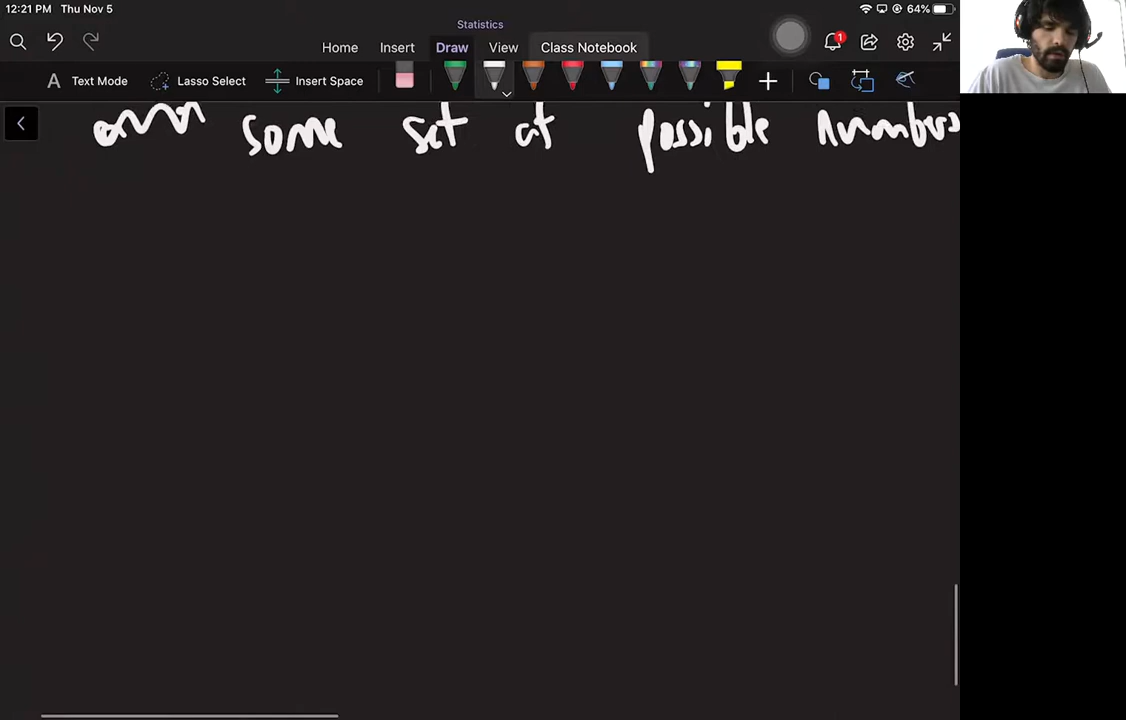 12:21 PM Thu Nov 5
64%
Statistics
Home Insert Draw View Class Notebook
1
A Text Mode Lasso Select Insert Space
some set of possible numbers